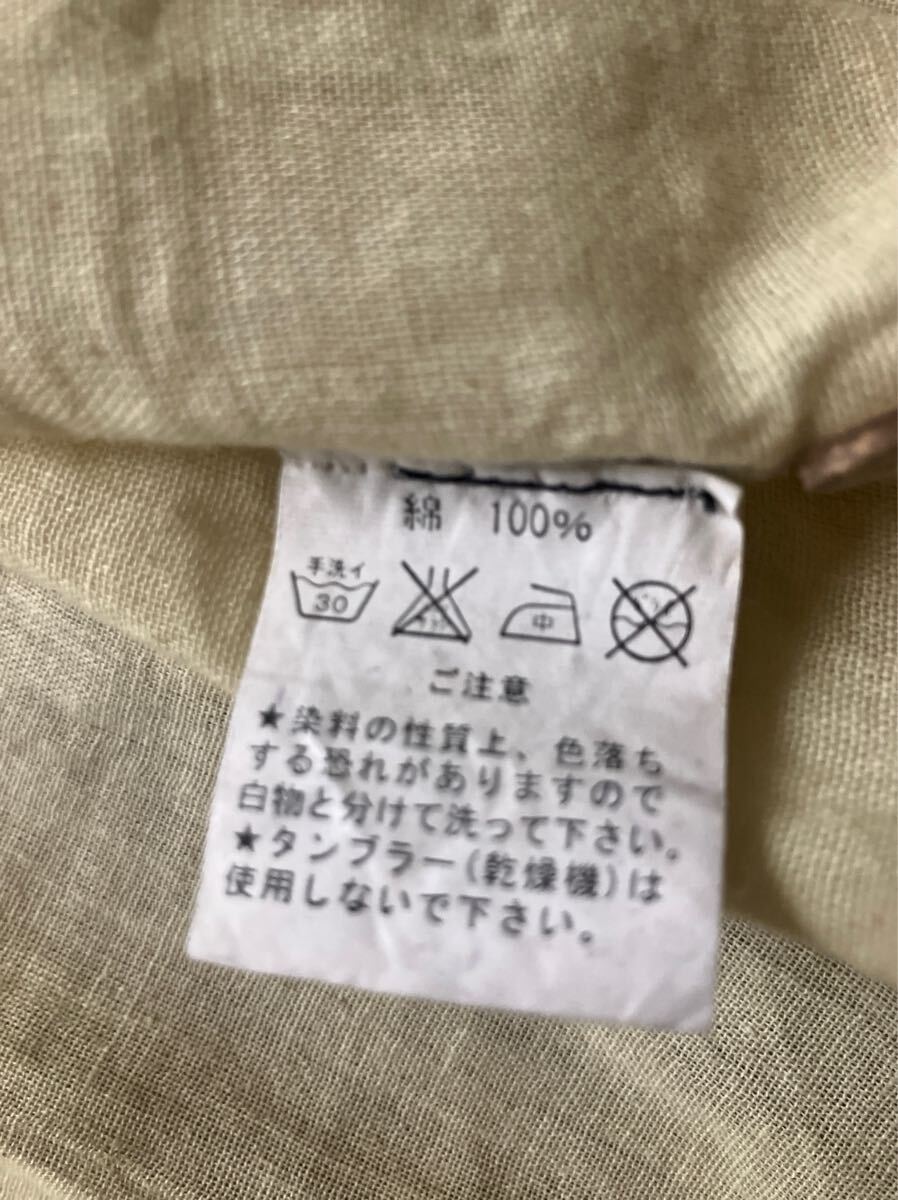 綿 100%
手洗イ
30
中
ご注意
★染料の性質上、色落ち
する恐れがありますので
白物と分けて洗って下さい。
★タンブラー(乾燥機)は
使用しないで下さい。